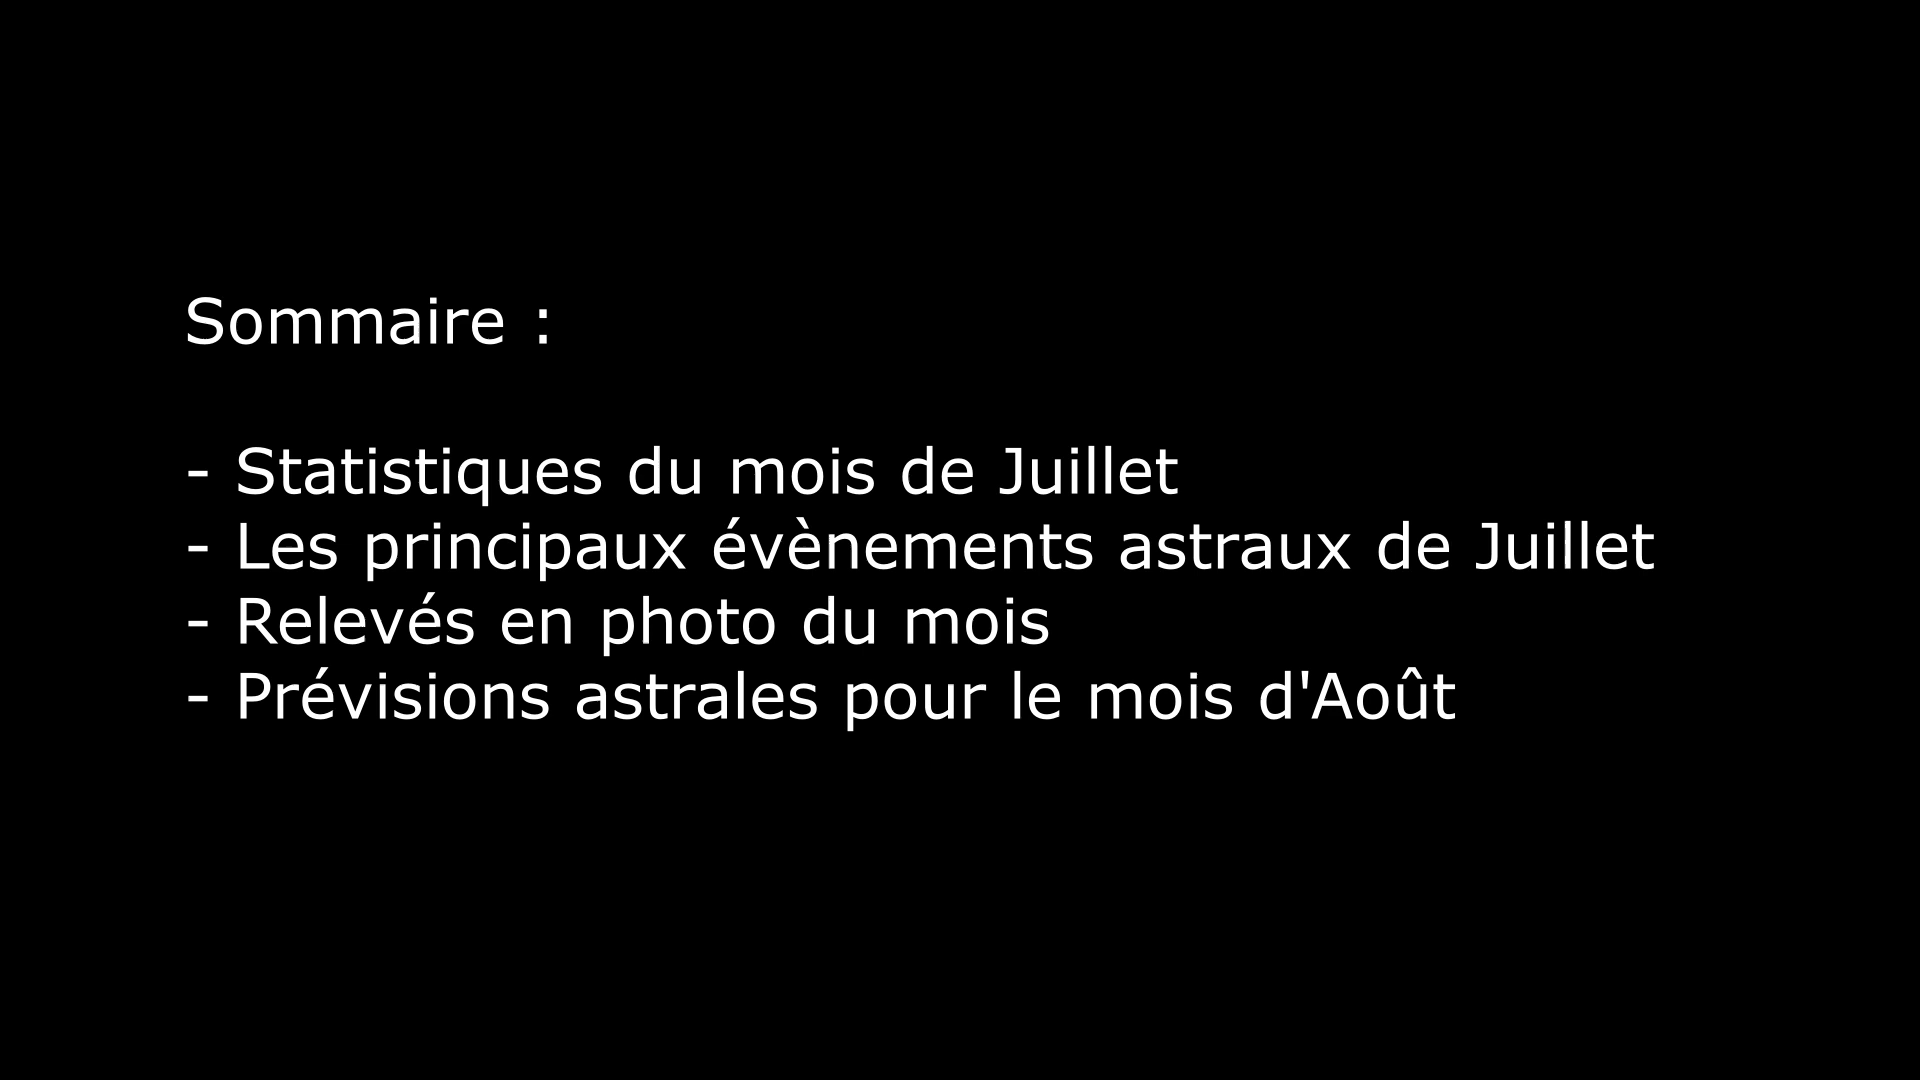 Sommaire :
- Statistiques du mois de Juillet
- Les principaux évènements astraux de Juillet
- Relevés en photo du mois
- Prévisions astrales pour le mois d'Août